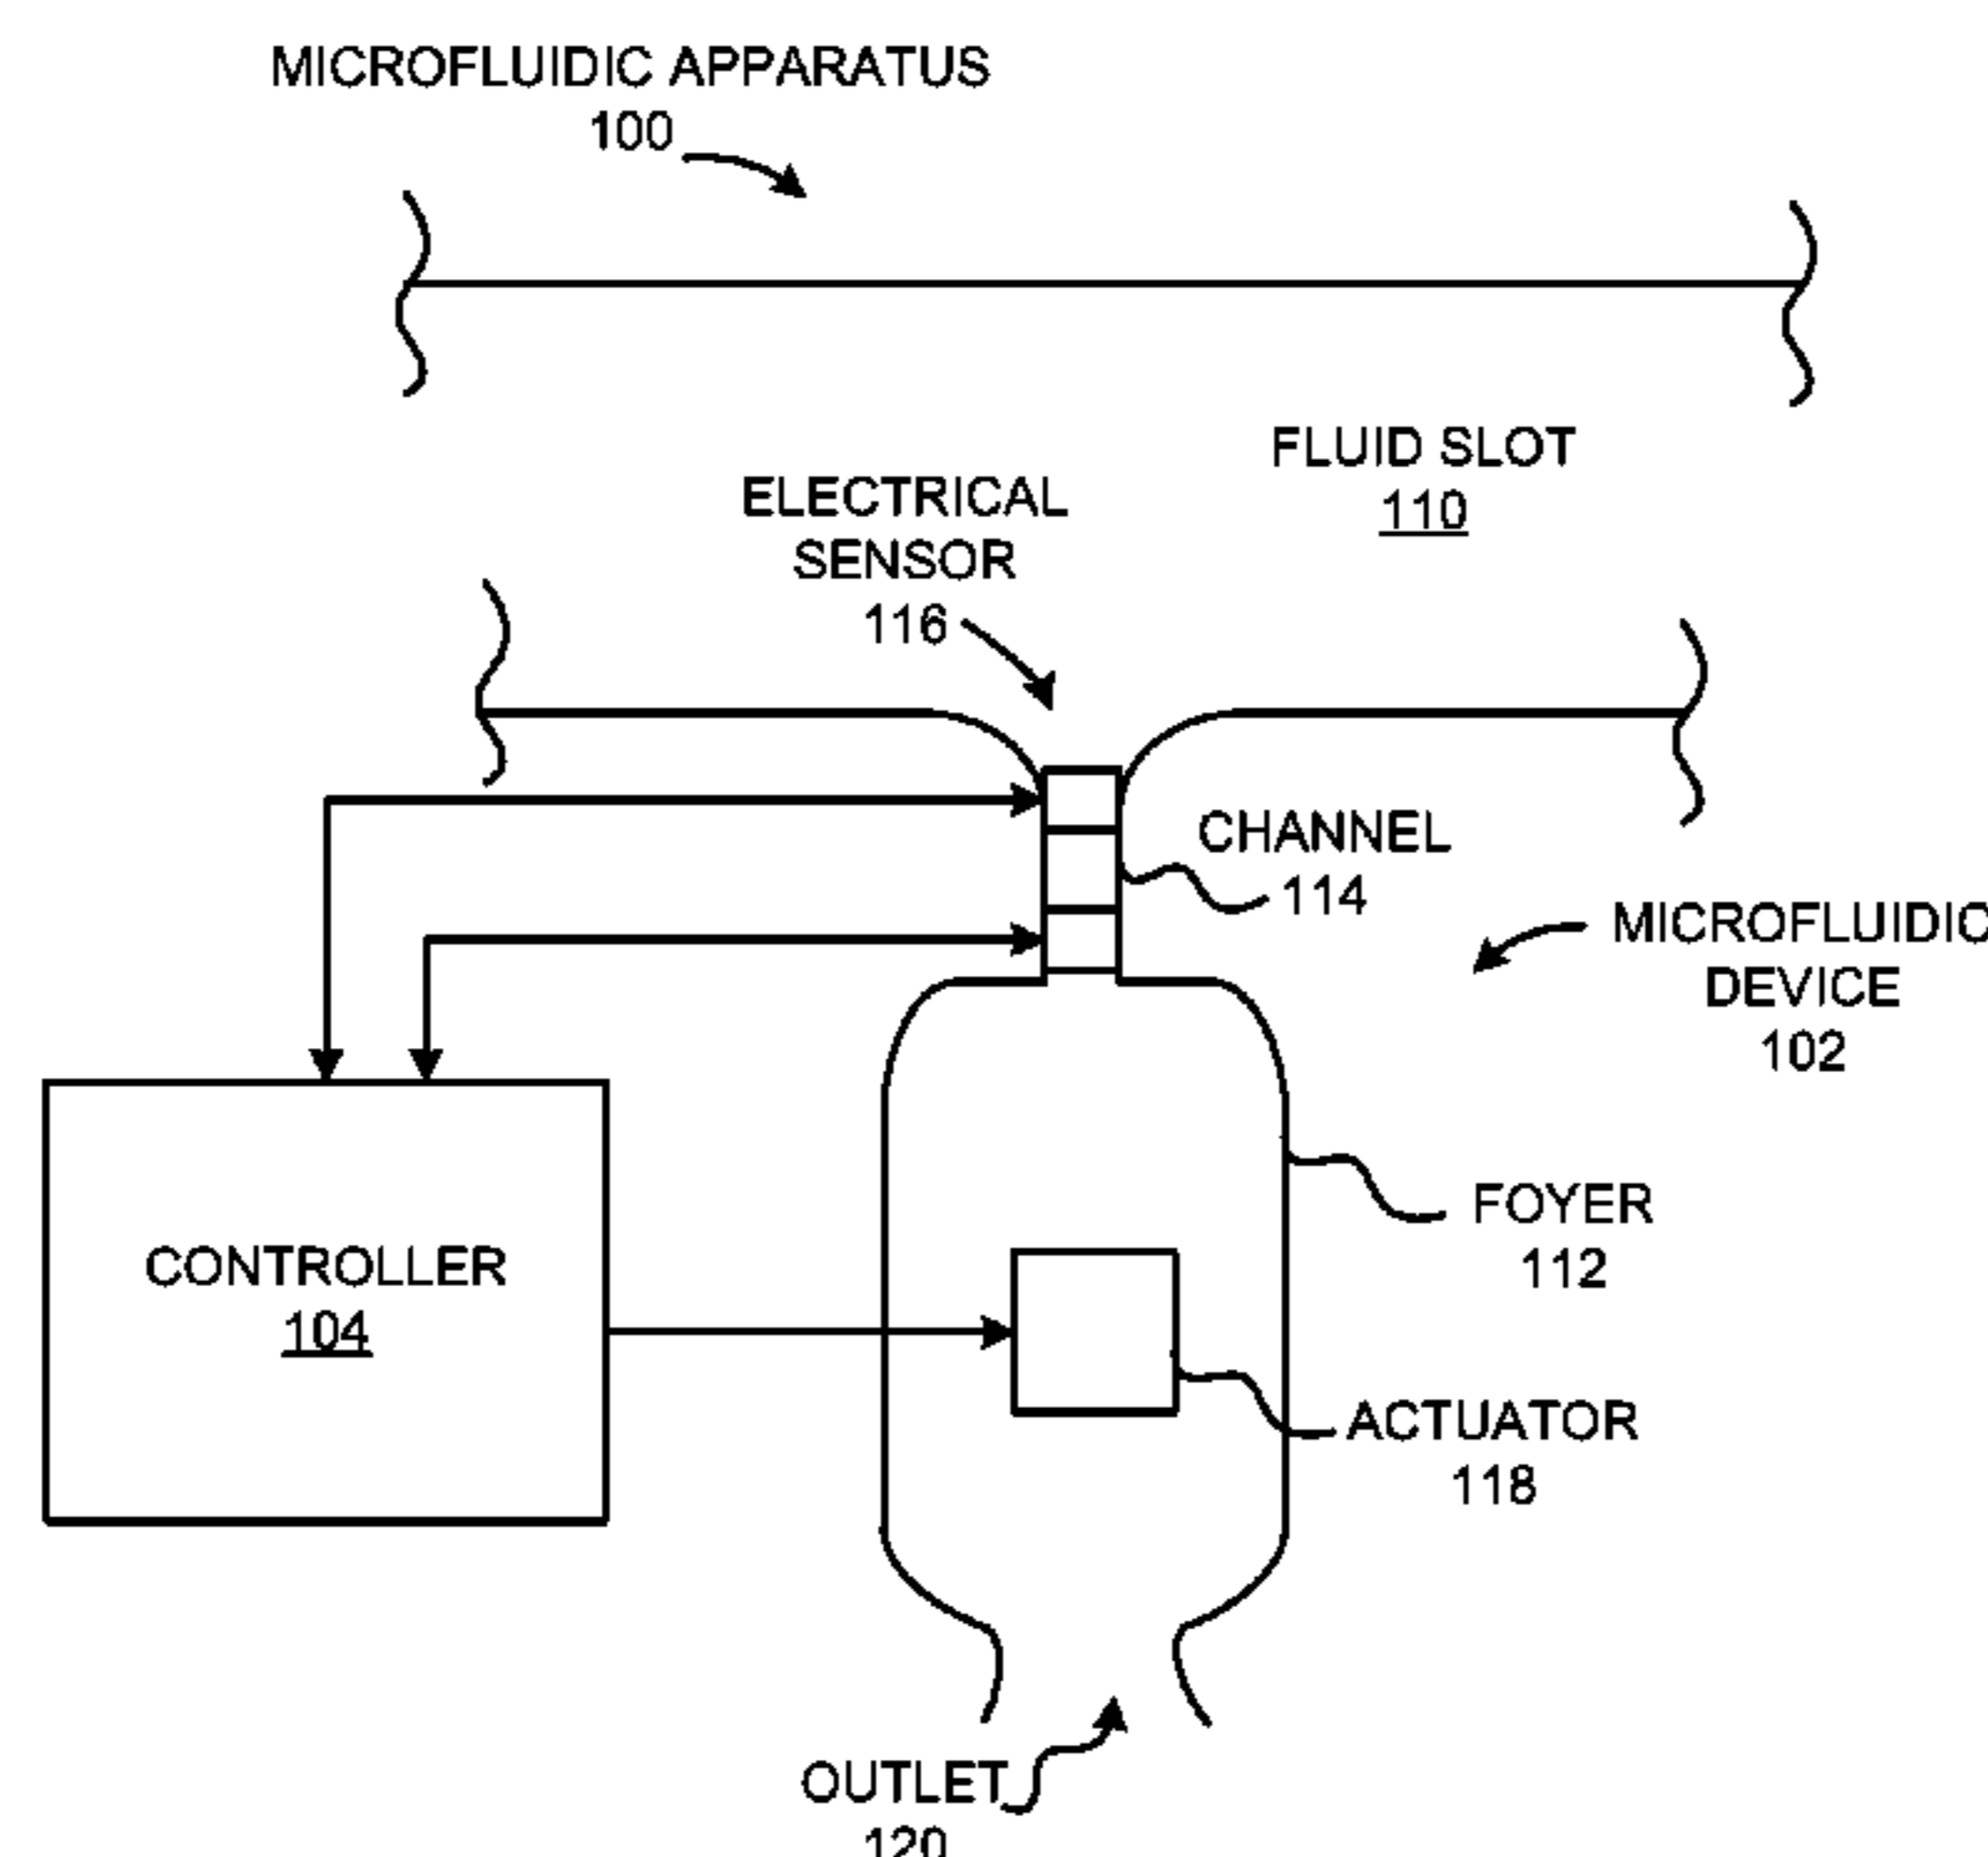 MICROFLUIDIC APPARATUS
100
FLUID SLOT
110
ELECTRICAL
SENSOR
116
CHANNEL
114
MICROFLUIDIC
DEVICE
102
FOYER
112
CONTROLLER
104
ACTUATOR
118
OUTLET
120